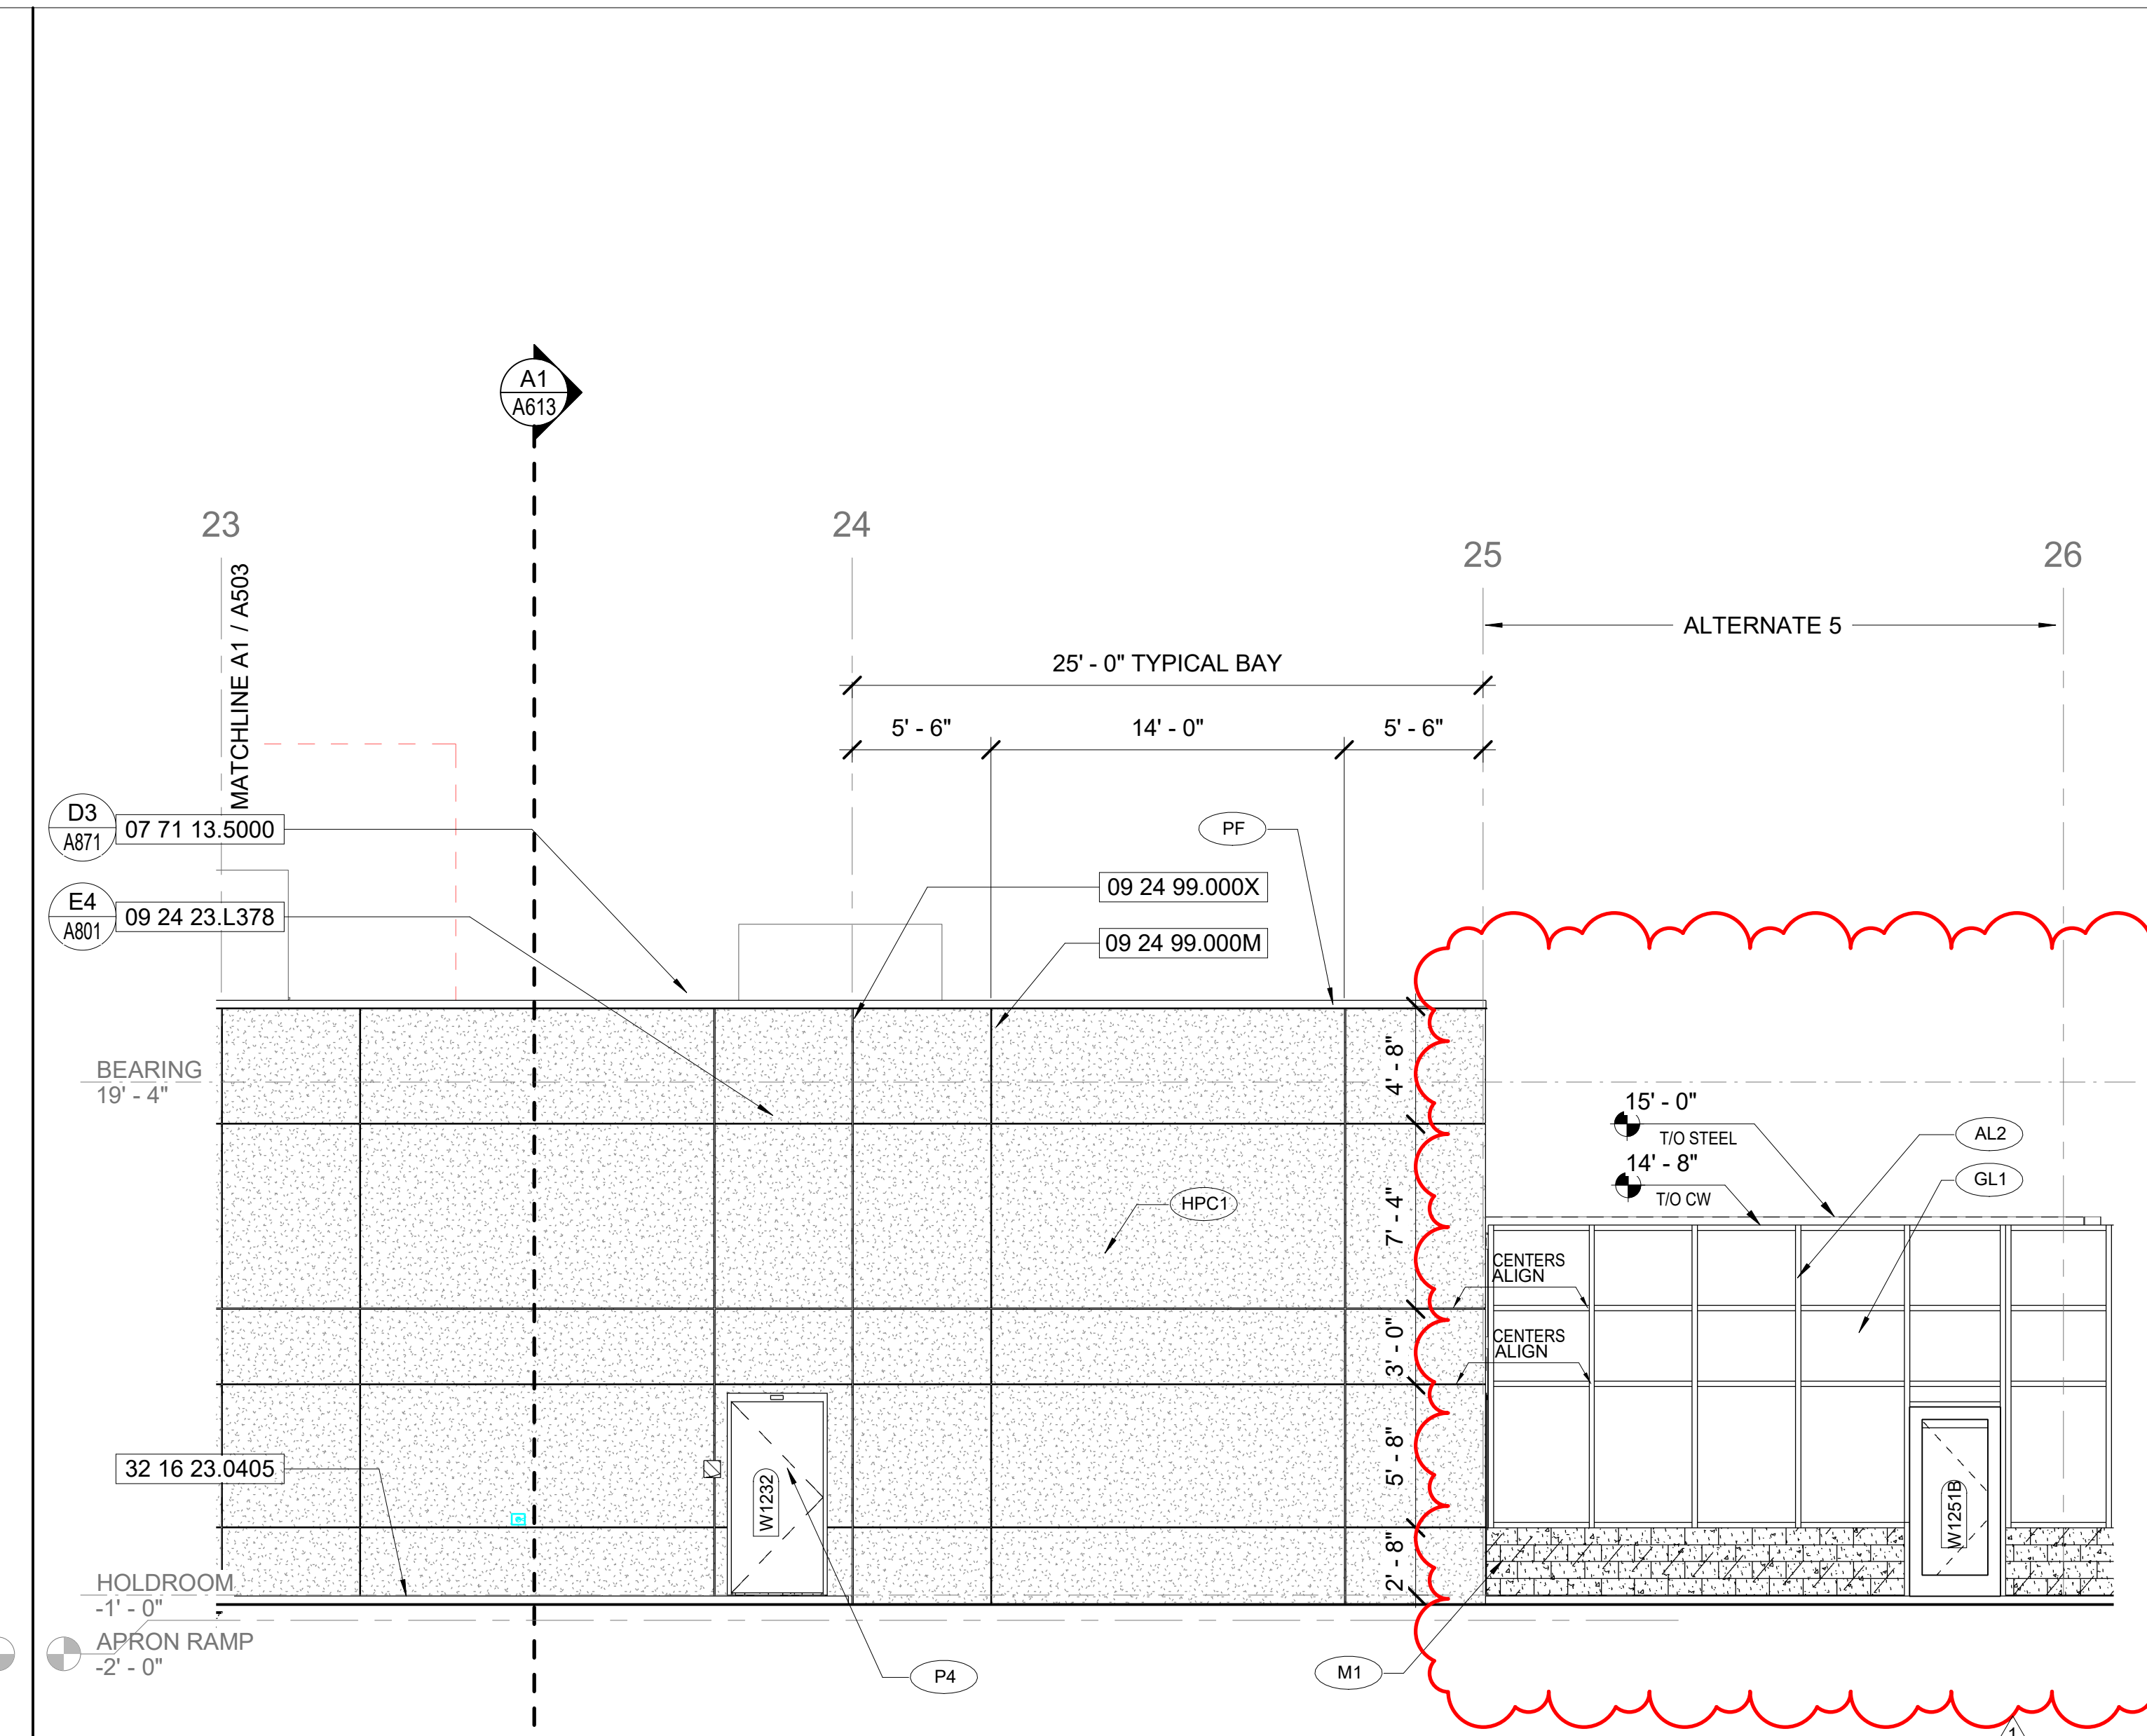 A1
A613
23
24
25
26
MATCHLINE A1 / A503
ALTERNATE 5
25' - 0" TYPICAL BAY
5' - 6"
14' - 0"
5' - 6"
D3
A871
07 71 13.5000
PF
E4
A801
09 24 23.L378
09 24 99.000X
09 24 99.000M
BEARING
19' - 4"
4' - 8"
15' - 0"
T/O STEEL
14' - 8"
T/O CW
AL2
GL1
HPC1
7' - 4"
CENTERS
ALIGN
3' - 0"
CENTERS
ALIGN
32 16 23.0405
W1232
5' - 8"
W1251B
2' - 8"
HOLDROOM
-1' - 0"
APRON RAMP
-2' - 0"
P4
M1
1